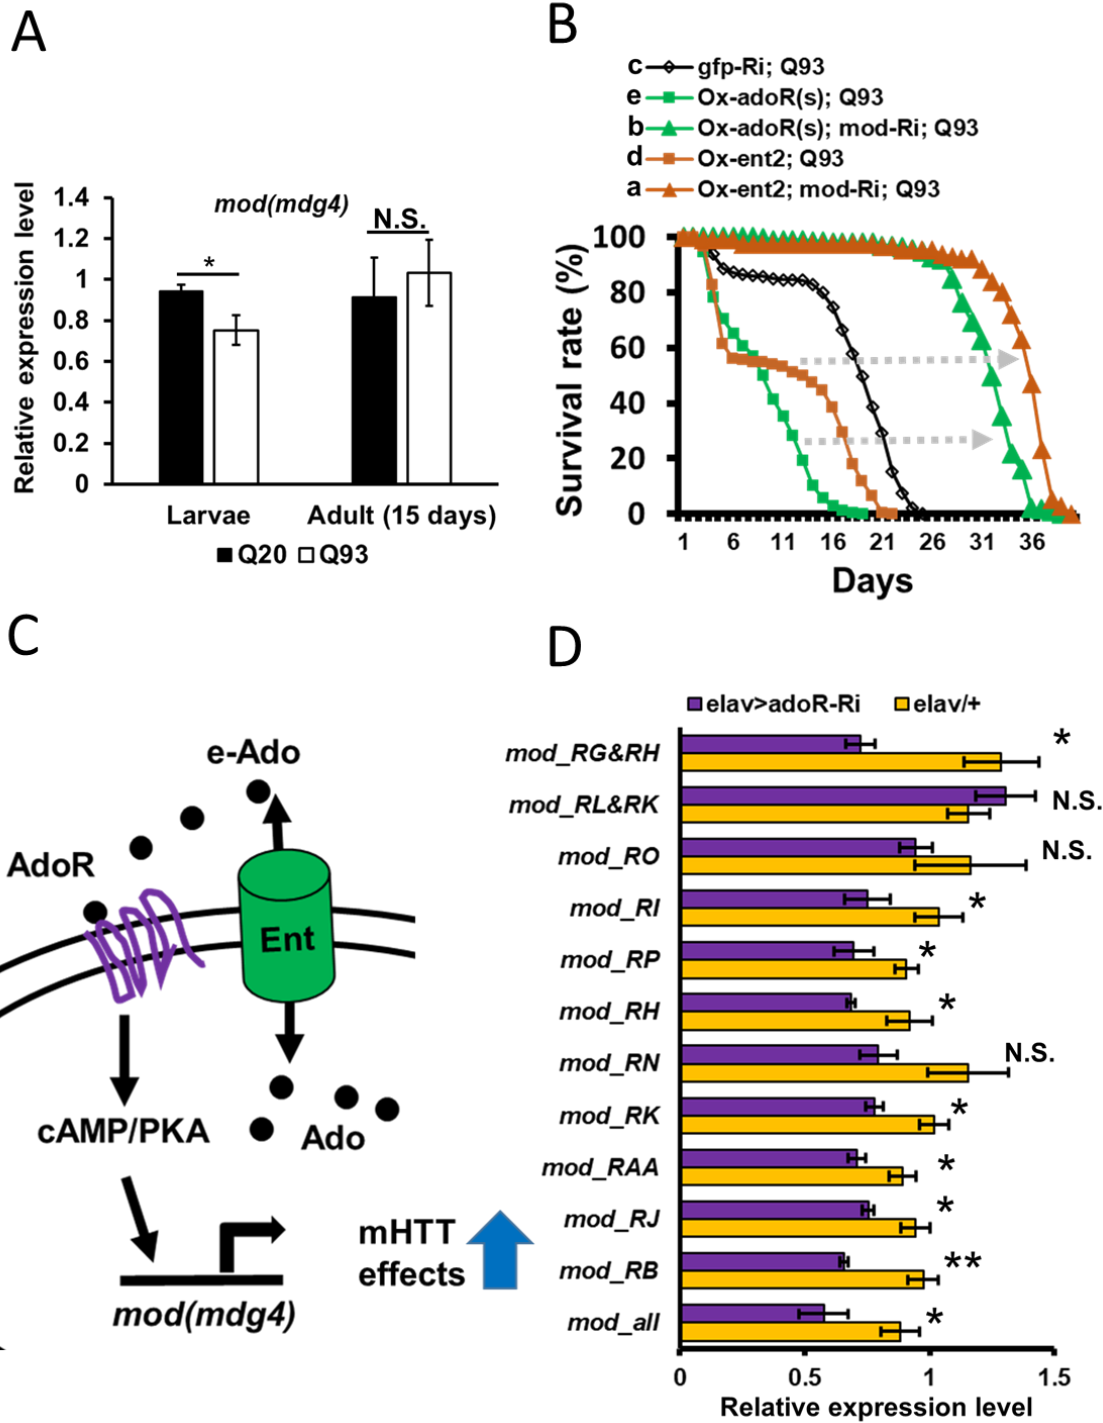 A
mod(mdg4)
N.S.
*
Relative expression level
1.4
1.2
1
0.8
0.6
0.4
0.2
0
Larvae
Adult (15 days)
Q20 Q93
B
c gfp-Ri; Q93
e Ox-adoR(s); Q93
b Ox-adoR(s); mod-Ri; Q93
d Ox-ent2; Q93
a Ox-ent2; mod-Ri; Q93
Survival rate (%)
100
80
60
40
20
0
1 6 11 16 21 26 31 36
Days
C
e-Ado
AdoR
Ent
cAMP/PKA
Ado
mHTT
effects
mod(mdg4)
D
elav>adoR-Ri elav/+
mod_RG&RH *
mod_RL&RK N.S.
mod_RO N.S.
mod_RI *
mod_RP *
mod_RH *
mod_RN N.S.
mod_RK *
mod_RAA *
mod_RJ *
mod_RB **
mod_all *
0 0.5 1 1.5
Relative expression level